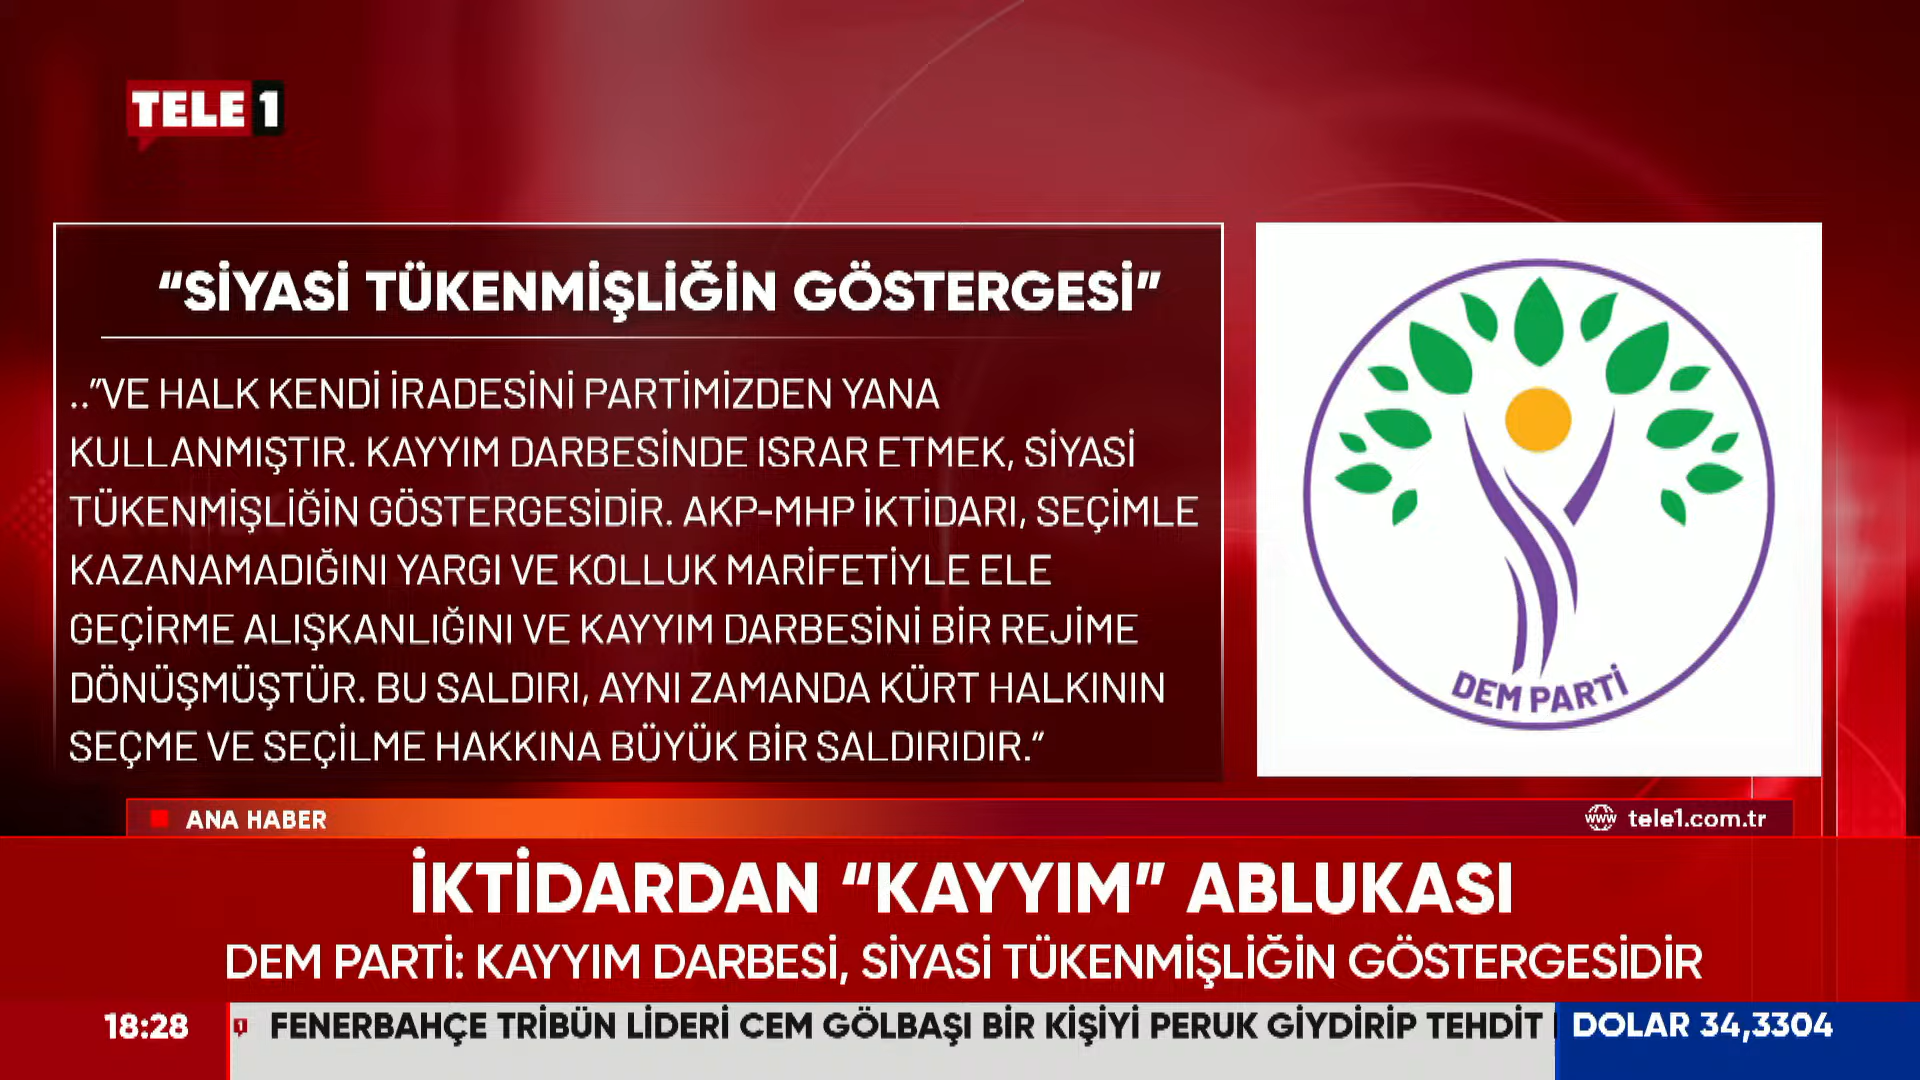 TELE 1
“SİYASİ TÜKENMİŞLİĞİN GÖSTERGESİ”
..”VE HALK KENDİ İRADESİNİ PARTİMİZDEN YANA
KULLANMIŞTIR. KAYYIM DARBESİNDE ISRAR ETMEK, SİYASİ
TÜKENMİŞLİĞİN GÖSTERGESİDİR. AKP-MHP İKTİDARI, SEÇİMLE
KAZANAMADIĞINI YARGI VE KOLLUK MARİFETİYLE ELE
GEÇİRME ALIŞKANLIĞINI VE KAYYIM DARBESİNİ BİR REJİME
DÖNÜŞMÜŞTÜR. BU SALDIRI, AYNI ZAMANDA KÜRT HALKININ
SEÇME VE SEÇİLME HAKKINA BÜYÜK BİR SALDIRIDIR.”
DEM PARTİ
ANA HABER
www tele1.com.tr
İKTİDARDAN “KAYYIM” ABLUKASI
DEM PARTİ: KAYYIM DARBESİ, SİYASİ TÜKENMİŞLİĞİN GÖSTERGESİDİR
18:28
FENERBAHÇE TRİBÜN LİDERİ CEM GÖLBAŞI BİR KİŞİYİ PERUK GİYDİRİP TEHDİT
DOLAR 34,3304